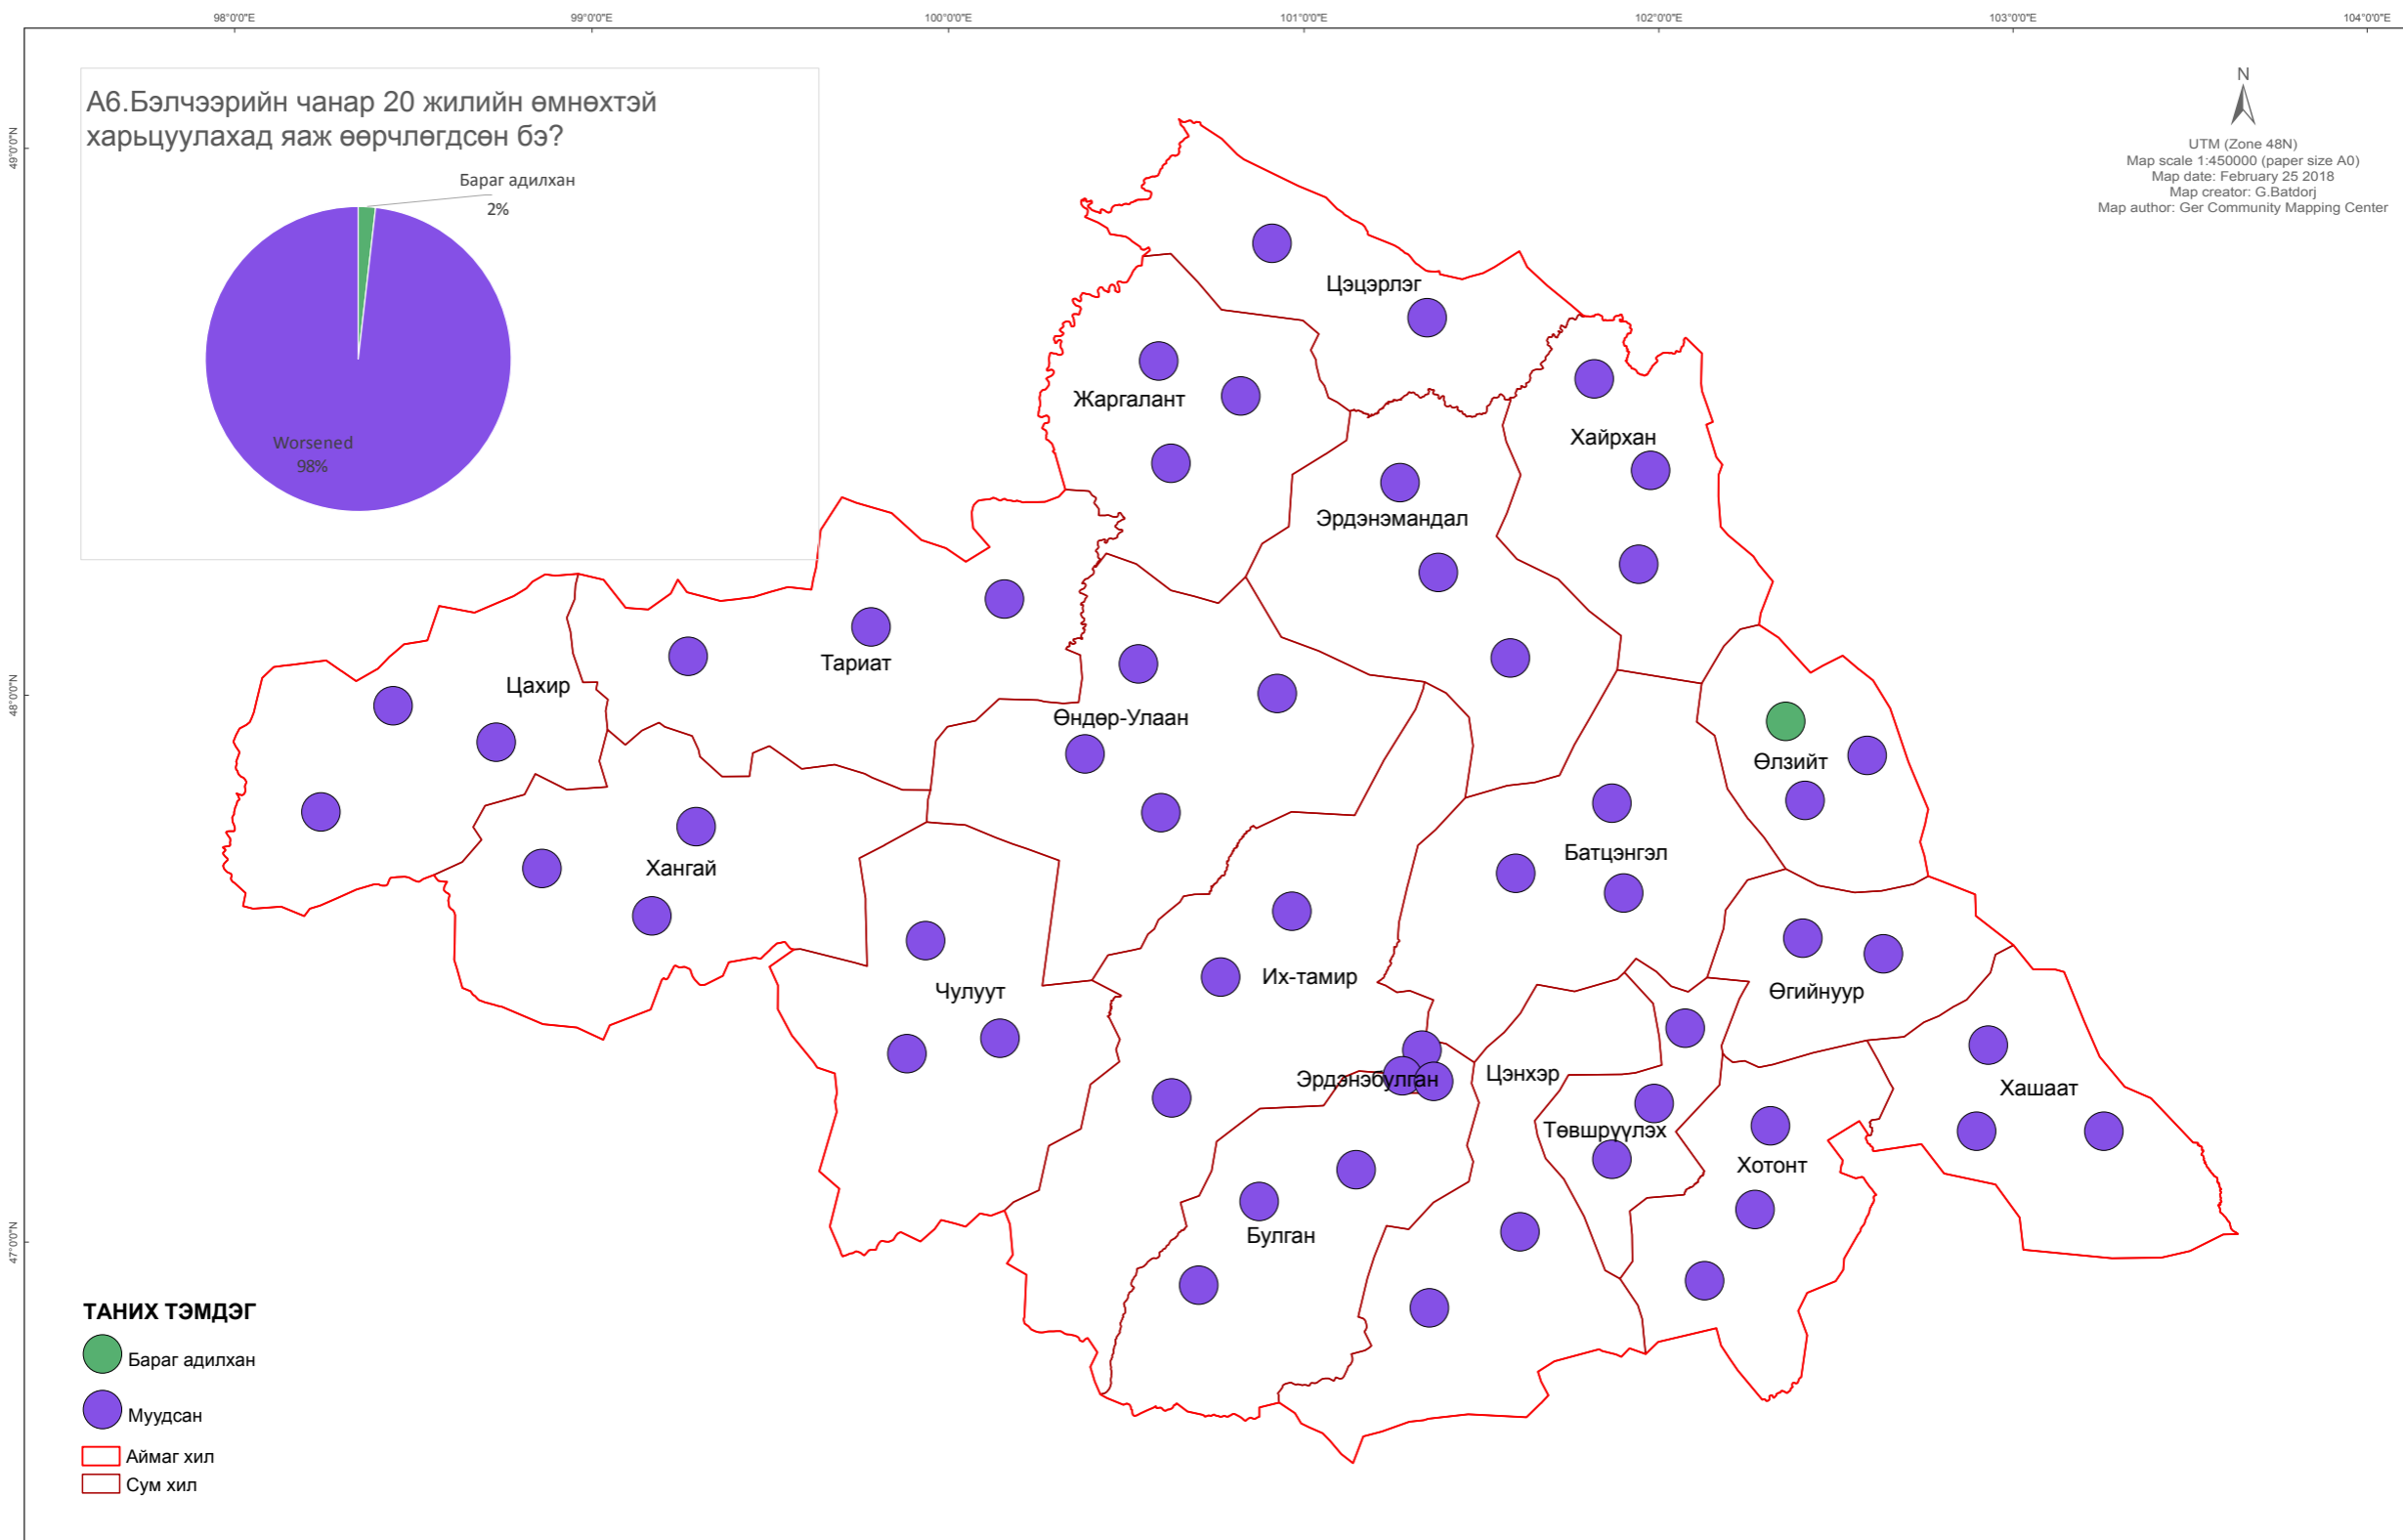 98°0'0"E
99°0'0"E
100°0'0"E
101°0'0"E
102°0'0"E
103°0'0"E
104°0'0"E
49°0'0"N
48°0'0"N
47°0'0"N
А6.Бэлчээрийн чанар 20 жилийн өмнөхтэй
харьцуулахад яаж өөрчлөгдсөн бэ?
Бараг адилхан
2%
Worsened
98%
N
UTM (Zone 48N)
Map scale 1:450000 (paper size A0)
Map date: February 25 2018
Map creator: G.Batdorj
Map author: Ger Community Mapping Center
Цэцэрлэг
Жаргалант
Хайрхан
Эрдэнэмандал
Тариат
Цахир
Өндөр-Улаан
Өлзийт
Хангай
Батцэнгэл
Их-тамир
Чулуут
Өгийнуур
Эрдэнэбулган
Цэнхэр
Хашаат
Төвшрүүлэх
Хотонт
Булган
ТАНИХ ТЭМДЭГ
Бараг адилхан
Муудсан
Аймаг хил
Сум хил